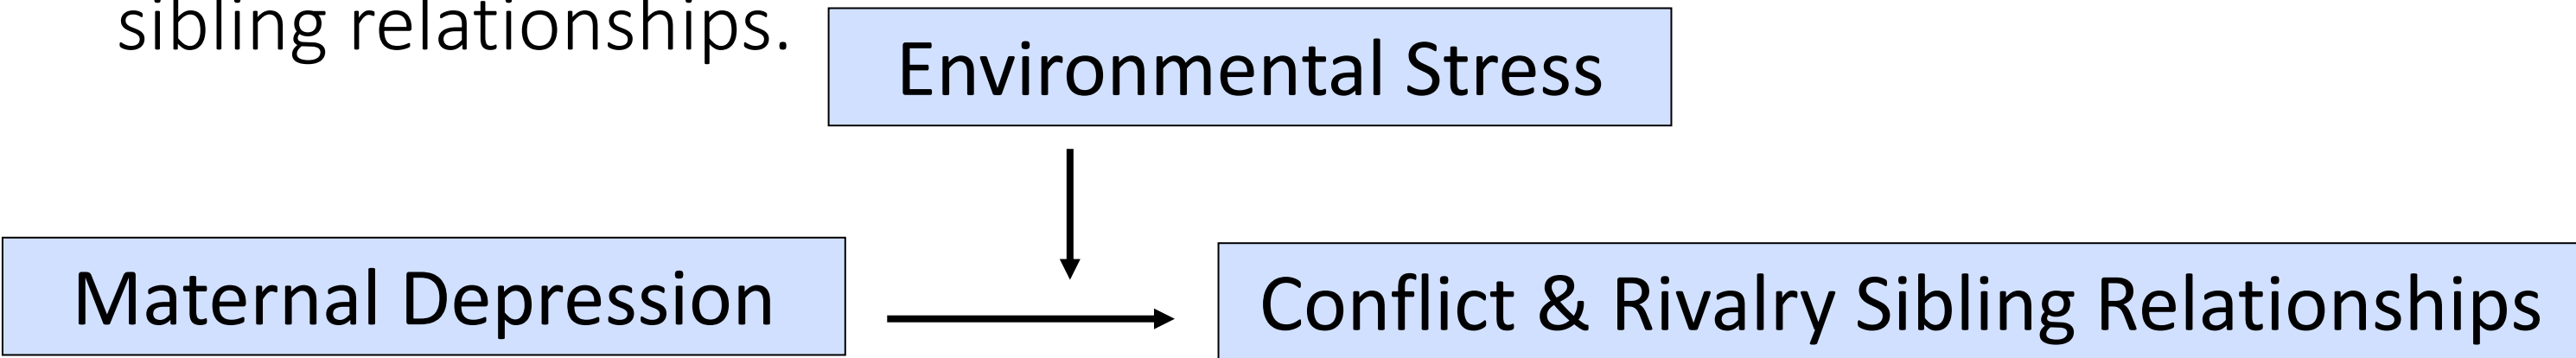 sibling relationships.
Environmental Stress
Maternal Depression
Conflict & Rivalry Sibling Relationships